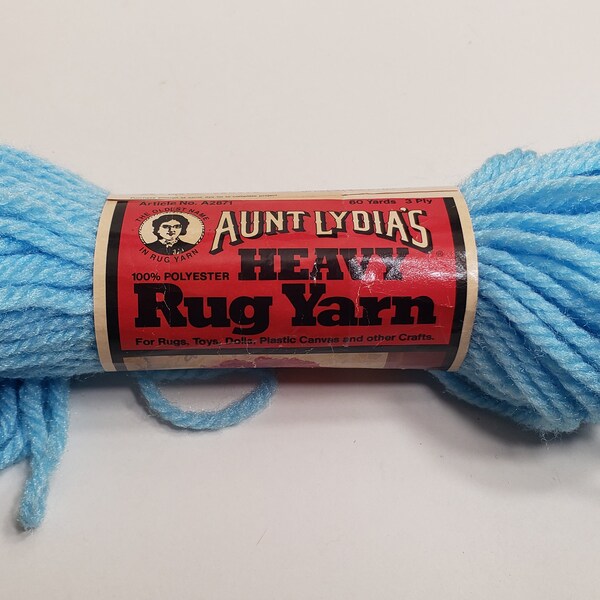 Article No. A2871
60 Yards 3 Ply
THE OLDEST NAME
IN RUG YARN
AUNT LYDIA'S
HEAVY
100% POLYESTER
Rug Yarn
For Rugs, Toys, Dolls, Plastic Canvas and other Crafts.